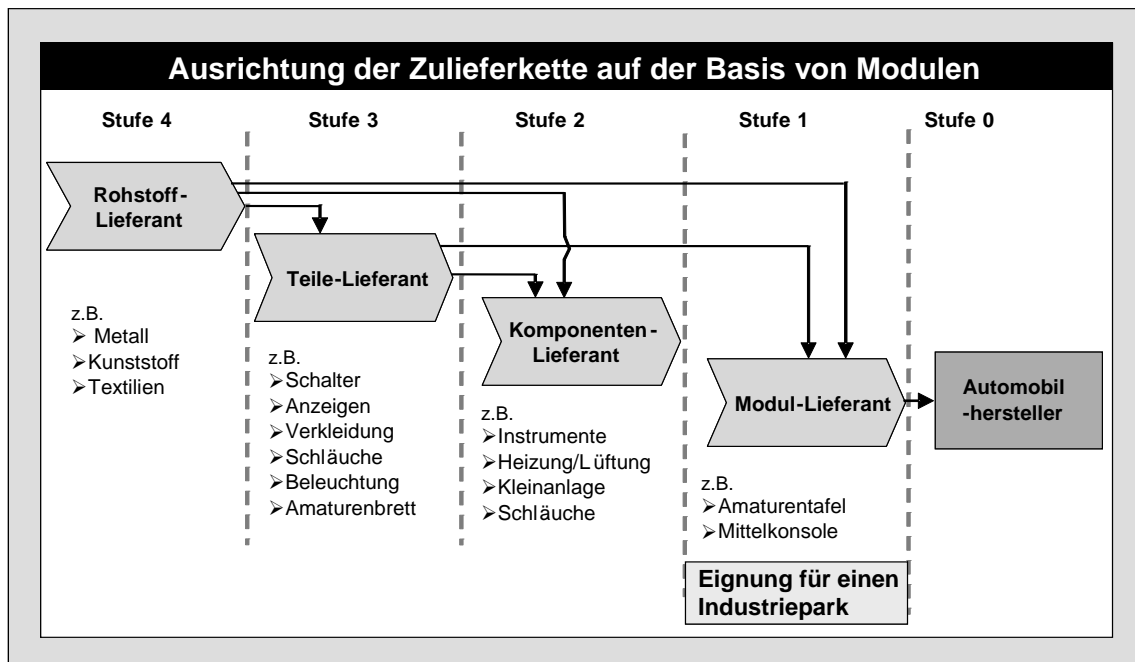 Ausrichtung der Zulieferkette auf der Basis von Modulen
Stufe 4
Stufe 3
Stufe 2
Stufe 1
Stufe 0
Rohstoff-
Lieferant
Teile-Lieferant
Komponenten-
Lieferant
Modul-Lieferant
Automobil
-hersteller
z.B.
➢ Metall
➢Kunststoff
➢Textilien
z.B.
➢Schalter
➢Anzeigen
➢Verkleidung
➢Schläuche
➢Beleuchtung
➢Amaturenbrett
z.B.
➢Instrumente
➢Heizung/Lüftung
➢Kleinanlage
➢Schläuche
z.B.
➢Amaturentafel
➢Mittelkonsole
Eignung für einen
Industriepark